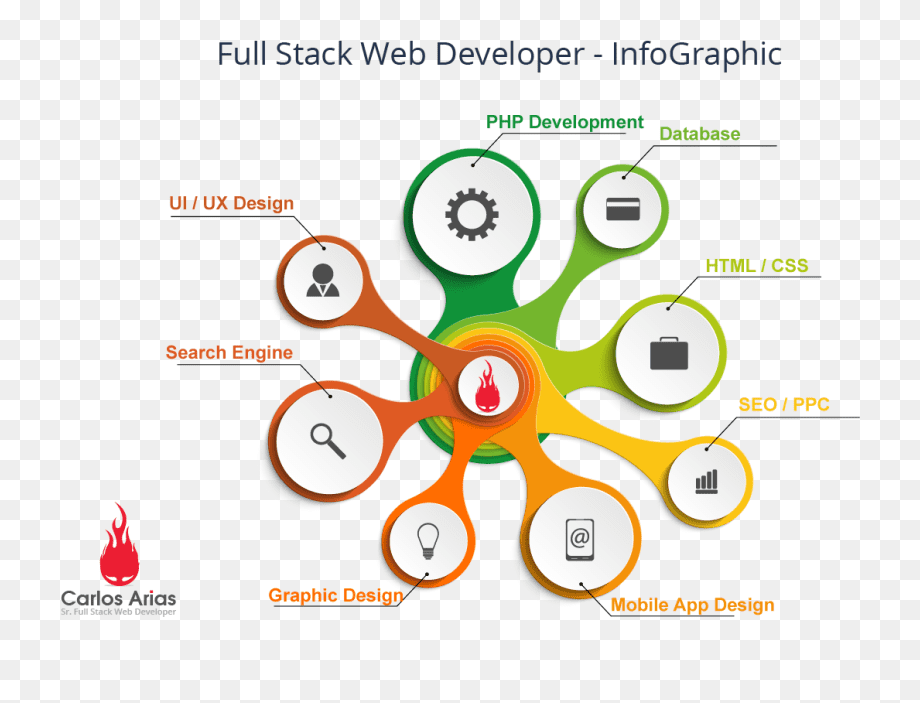 Full Stack Web Developer - InfoGraphic
PHP Development
Database
UI / UX Design
HTML / CSS
Search Engine
SEO / PPC
@
Graphic Design
Mobile App Design
Carlos Arias
Sr. Full Stack Web Developer